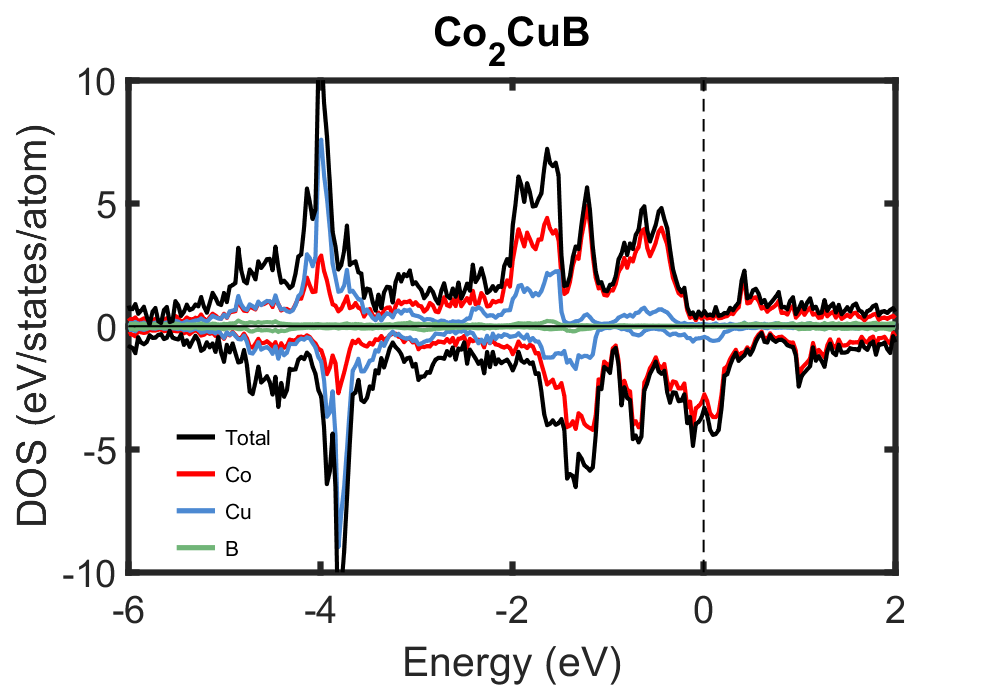 Co₂CuB
10
5
0
-5
-10
DOS (eV/states/atom)
Total
Co
Cu
B
-6 -4 -2 0 2
Energy (eV)